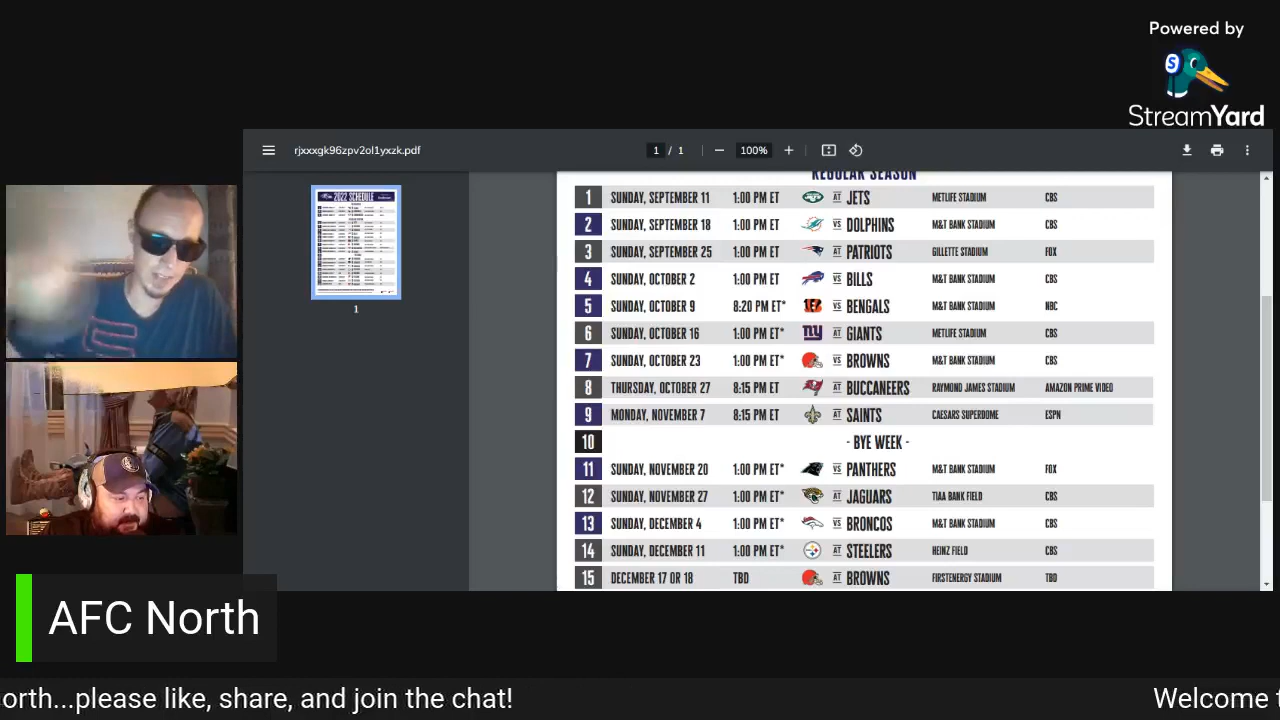 Powered by
StreamYard
rjxxxgk96zpv2ol1yxzk.pdf
1 / 1
100%
REGULAR SEASON
1 SUNDAY, SEPTEMBER 11 1:00 PM ET AT JETS METLIFE STADIUM CBS
2 SUNDAY, SEPTEMBER 18 1:00 PM ET VS DOLPHINS M&T BANK STADIUM CBS
3 SUNDAY, SEPTEMBER 25 1:00 PM ET AT PATRIOTS GILLETTE STADIUM FOX
4 SUNDAY, OCTOBER 2 1:00 PM ET VS BILLS M&T BANK STADIUM CBS
5 SUNDAY, OCTOBER 9 8:20 PM ET* VS BENGALS M&T BANK STADIUM NBC
6 SUNDAY, OCTOBER 16 1:00 PM ET* ny AT GIANTS METLIFE STADIUM CBS
7 SUNDAY, OCTOBER 23 1:00 PM ET* VS BROWNS M&T BANK STADIUM CBS
8 THURSDAY, OCTOBER 27 8:15 PM ET AT BUCCANEERS RAYMOND JAMES STADIUM AMAZON PRIME VIDEO
9 MONDAY, NOVEMBER 7 8:15 PM ET AT SAINTS CAESARS SUPERDOME ESPN
10 - BYE WEEK -
11 SUNDAY, NOVEMBER 20 1:00 PM ET* VS PANTHERS M&T BANK STADIUM FOX
12 SUNDAY, NOVEMBER 27 1:00 PM ET* AT JAGUARS TIAA BANK FIELD CBS
13 SUNDAY, DECEMBER 4 1:00 PM ET* VS BRONCOS M&T BANK STADIUM CBS
14 SUNDAY, DECEMBER 11 1:00 PM ET* AT STEELERS HEINZ FIELD CBS
15 DECEMBER 17 OR 18 TBD AT BROWNS FIRSTENERGY STADIUM TBD
2022 SCHEDULE
1
AFC North
orth...please like, share, and join the chat!
Welcome